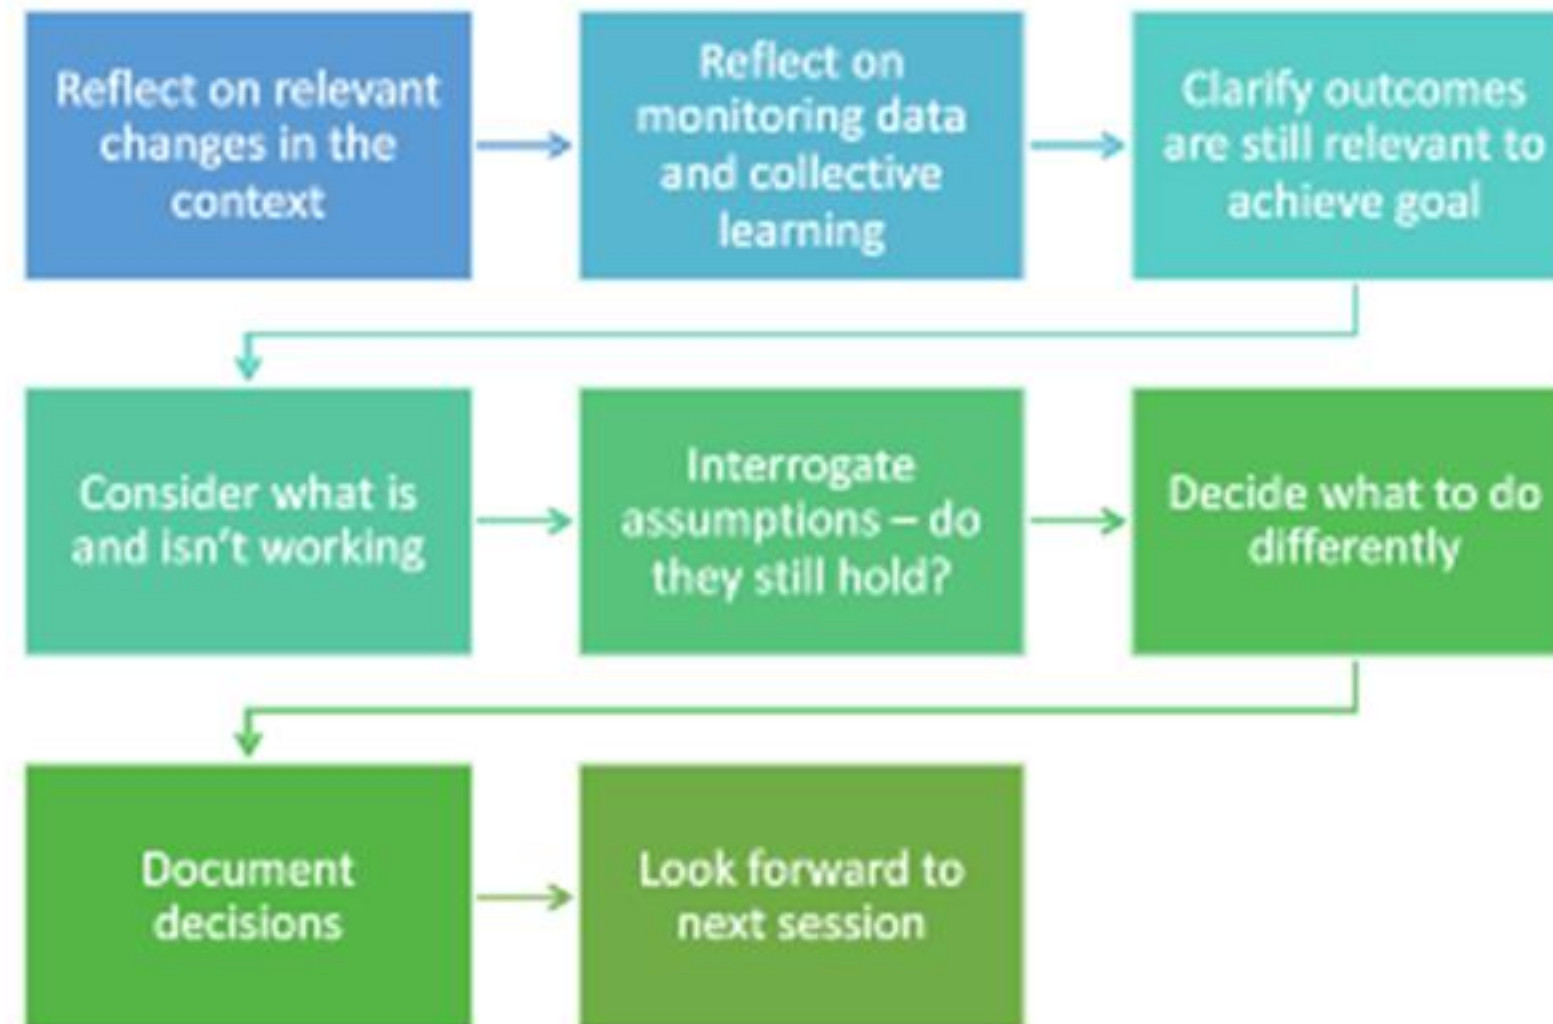 Reflect on relevant
changes in the
context
Reflect on
monitoring data
and collective
learning
Clarify outcomes
are still relevant to
achieve goal
Consider what is
and isn't working
Interrogate
assumptions – do
they still hold?
Decide what to do
differently
Document
decisions
Look forward to
next session